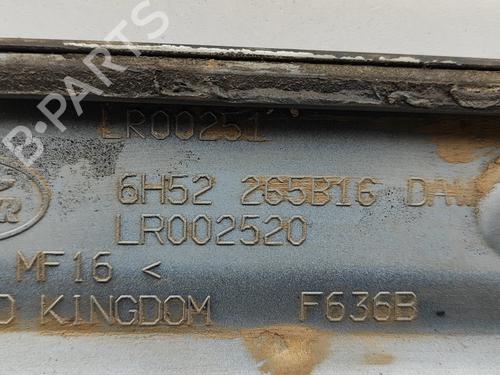 B-PARTS
LR00251
6H52 265B16 DAW
LR002520
MF16 <
D KINGDOM F636B